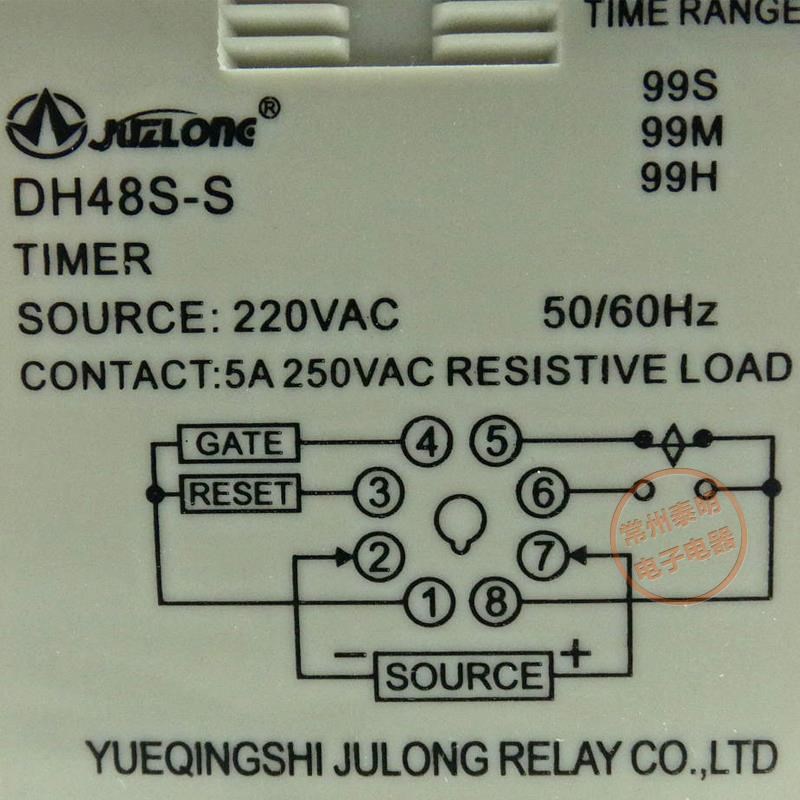 TIME RANGE
99S
99M
99H
JULONG®
DH48S-S
TIMER
SOURCE: 220VAC 50/60Hz
CONTACT:5A 250VAC RESISTIVE LOAD
GATE 4 5
RESET 3 6
2 7
1 8
− SOURCE +
常州泰明
电子电器
YUEQINGSHI JULONG RELAY CO.,LTD